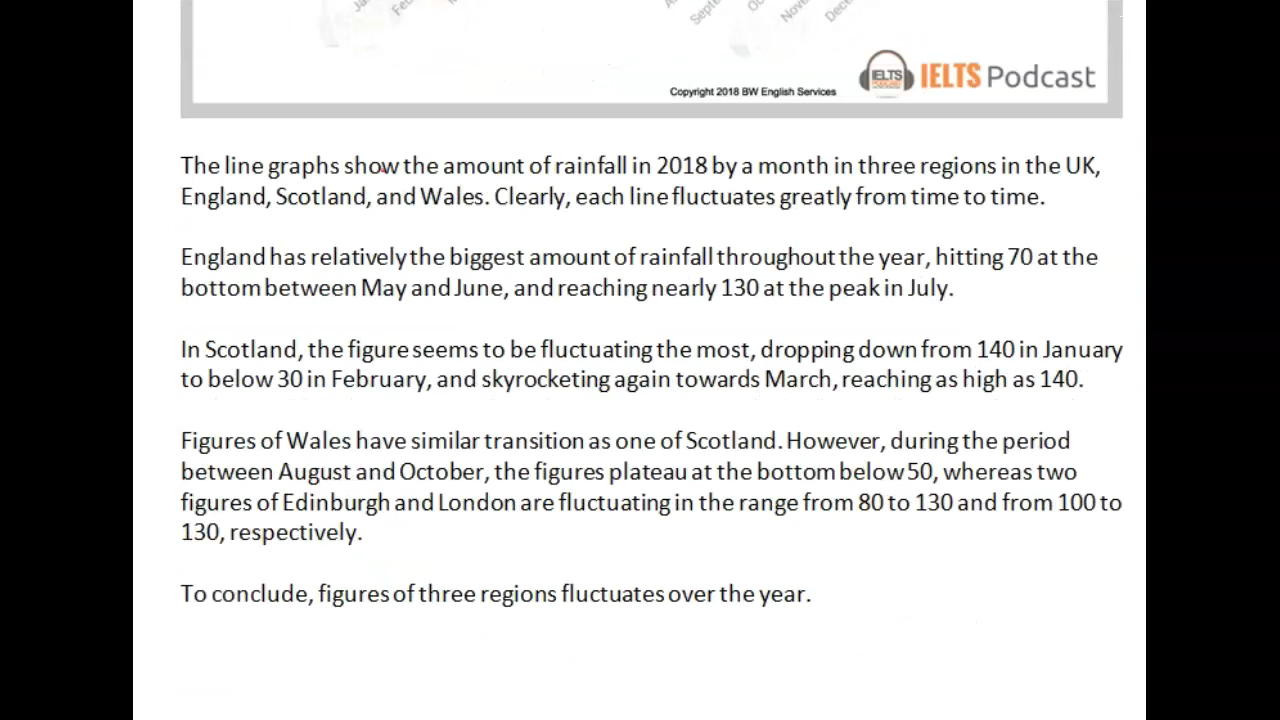 Copyright 2018 BW English Services
IELTS Podcast
The line graphs show the amount of rainfall in 2018 by a month in three regions in the UK,
England, Scotland, and Wales. Clearly, each line fluctuates greatly from time to time.
England has relatively the biggest amount of rainfall throughout the year, hitting 70 at the
bottom between May and June, and reaching nearly 130 at the peak in July.
In Scotland, the figure seems to be fluctuating the most, dropping down from 140 in January
to below 30 in February, and skyrocketing again towards March, reaching as high as 140.
Figures of Wales have similar transition as one of Scotland. However, during the period
between August and October, the figures plateau at the bottom below 50, whereas two
figures of Edinburgh and London are fluctuating in the range from 80 to 130 and from 100 to
130, respectively.
To conclude, figures of three regions fluctuates over the year.